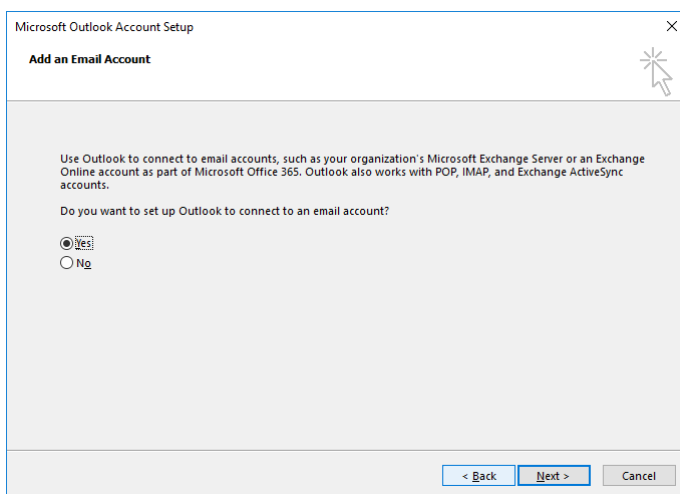 Microsoft Outlook Account Setup
Add an Email Account
Use Outlook to connect to email accounts, such as your organization's Microsoft Exchange Server or an Exchange
Online account as part of Microsoft Office 365. Outlook also works with POP, IMAP, and Exchange ActiveSync
accounts.
Do you want to set up Outlook to connect to an email account?
Yes
No
< Back Next > Cancel